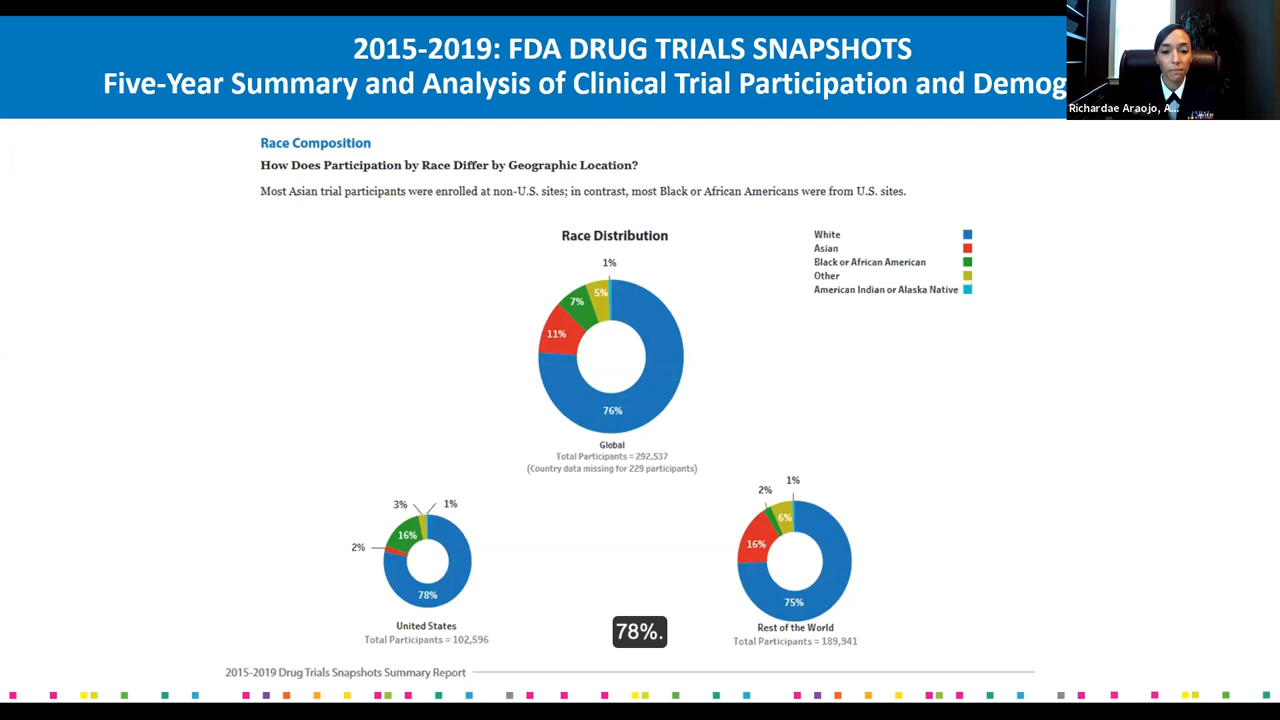 2015-2019: FDA DRUG TRIALS SNAPSHOTS
Five-Year Summary and Analysis of Clinical Trial Participation and Demog
Richardae Araojo, A...
Race Composition
How Does Participation by Race Differ by Geographic Location?
Most Asian trial participants were enrolled at non-U.S. sites; in contrast, most Black or African Americans were from U.S. sites.
Race Distribution
White
Asian
Black or African American
Other
American Indian or Alaska Native
1%
5%
7%
11%
76%
Global
Total Participants = 292,537
(Country data missing for 229 participants)
3%
1%
16%
2%
78%
United States
Total Participants = 102,596
1%
2%
6%
16%
75%
Rest of the World
Total Participants = 189,941
78%.
2015-2019 Drug Trials Snapshots Summary Report